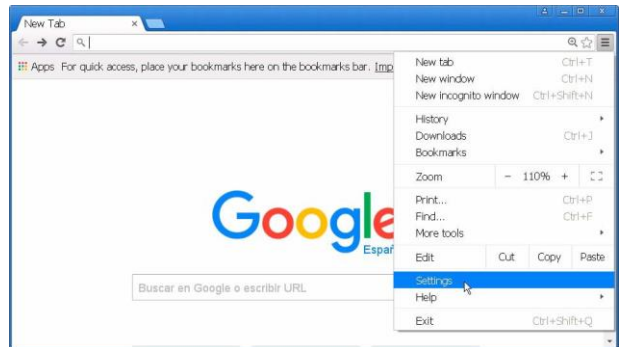 New Tab
Apps For quick access, place your bookmarks here on the bookmarks bar. Imp
New tab Ctrl+T
New window Ctrl+N
New incognito window Ctrl+Shift+N
History
Downloads Ctrl+J
Bookmarks
Zoom - 110% +
Print... Ctrl+P
Find... Ctrl+F
More tools
Edit Cut Copy Paste
Settings
Help
Exit Ctrl+Shift+Q
Google
Españ
Buscar en Google o escribir URL